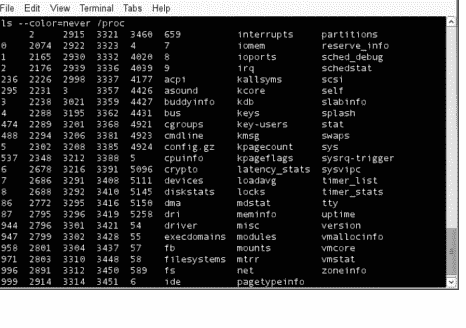 File Edit View Terminal Tabs Help
ls --color=never /proc
2 2915 3321 3460 659 interrupts partitions
0 2074 2922 3323 4 7 iomem reserve_info
1 2165 2930 3332 4020 8 ioports sched_debug
2 2176 2939 3336 4039 9 irq schedstat
236 2226 2998 3337 4177 acpi kallsyms scsi
295 2231 3 3357 4426 asound kcore self
3 2238 3021 3359 4427 buddyinfo kdb slabinfo
4 2288 3195 3362 4431 bus keys splash
474 2289 3201 3368 4921 cgroups key-users stat
488 2294 3206 3381 4923 cmdline kmsg swaps
5 2302 3208 3385 4924 config.gz kpagecount sys
537 2348 3212 3388 5 cpuinfo kpageflags sysrq-trigger
6 2678 3216 3391 5096 crypto latency_stats sysvipc
7 2686 3291 3408 5111 devices loadavg timer_list
8 2688 3292 3410 5145 diskstats locks timer_stats
86 2772 3295 3416 5150 dma mdstat tty
87 2795 3296 3419 5258 dri meminfo uptime
944 2796 3301 3421 54 driver misc version
947 2799 3302 3428 55 execdomains modules vmallocinfo
958 2801 3304 3437 57 fb mounts vmcore
971 2803 3310 3448 58 filesystems mtrr vmstat
996 2891 3312 3450 589 fs net zoneinfo
999 2914 3314 3451 6 ide pagetypeinfo